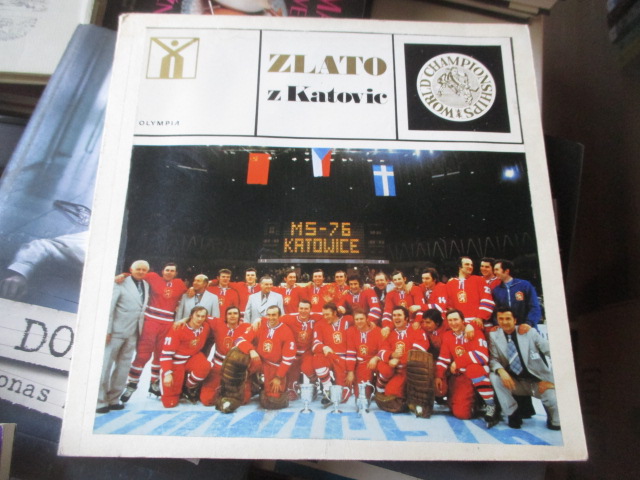 ZLATO
z Katovic
OLYMPIA
WORLD CHAMPIONSHIPS
MS-76
KATOWICE
DO
onas